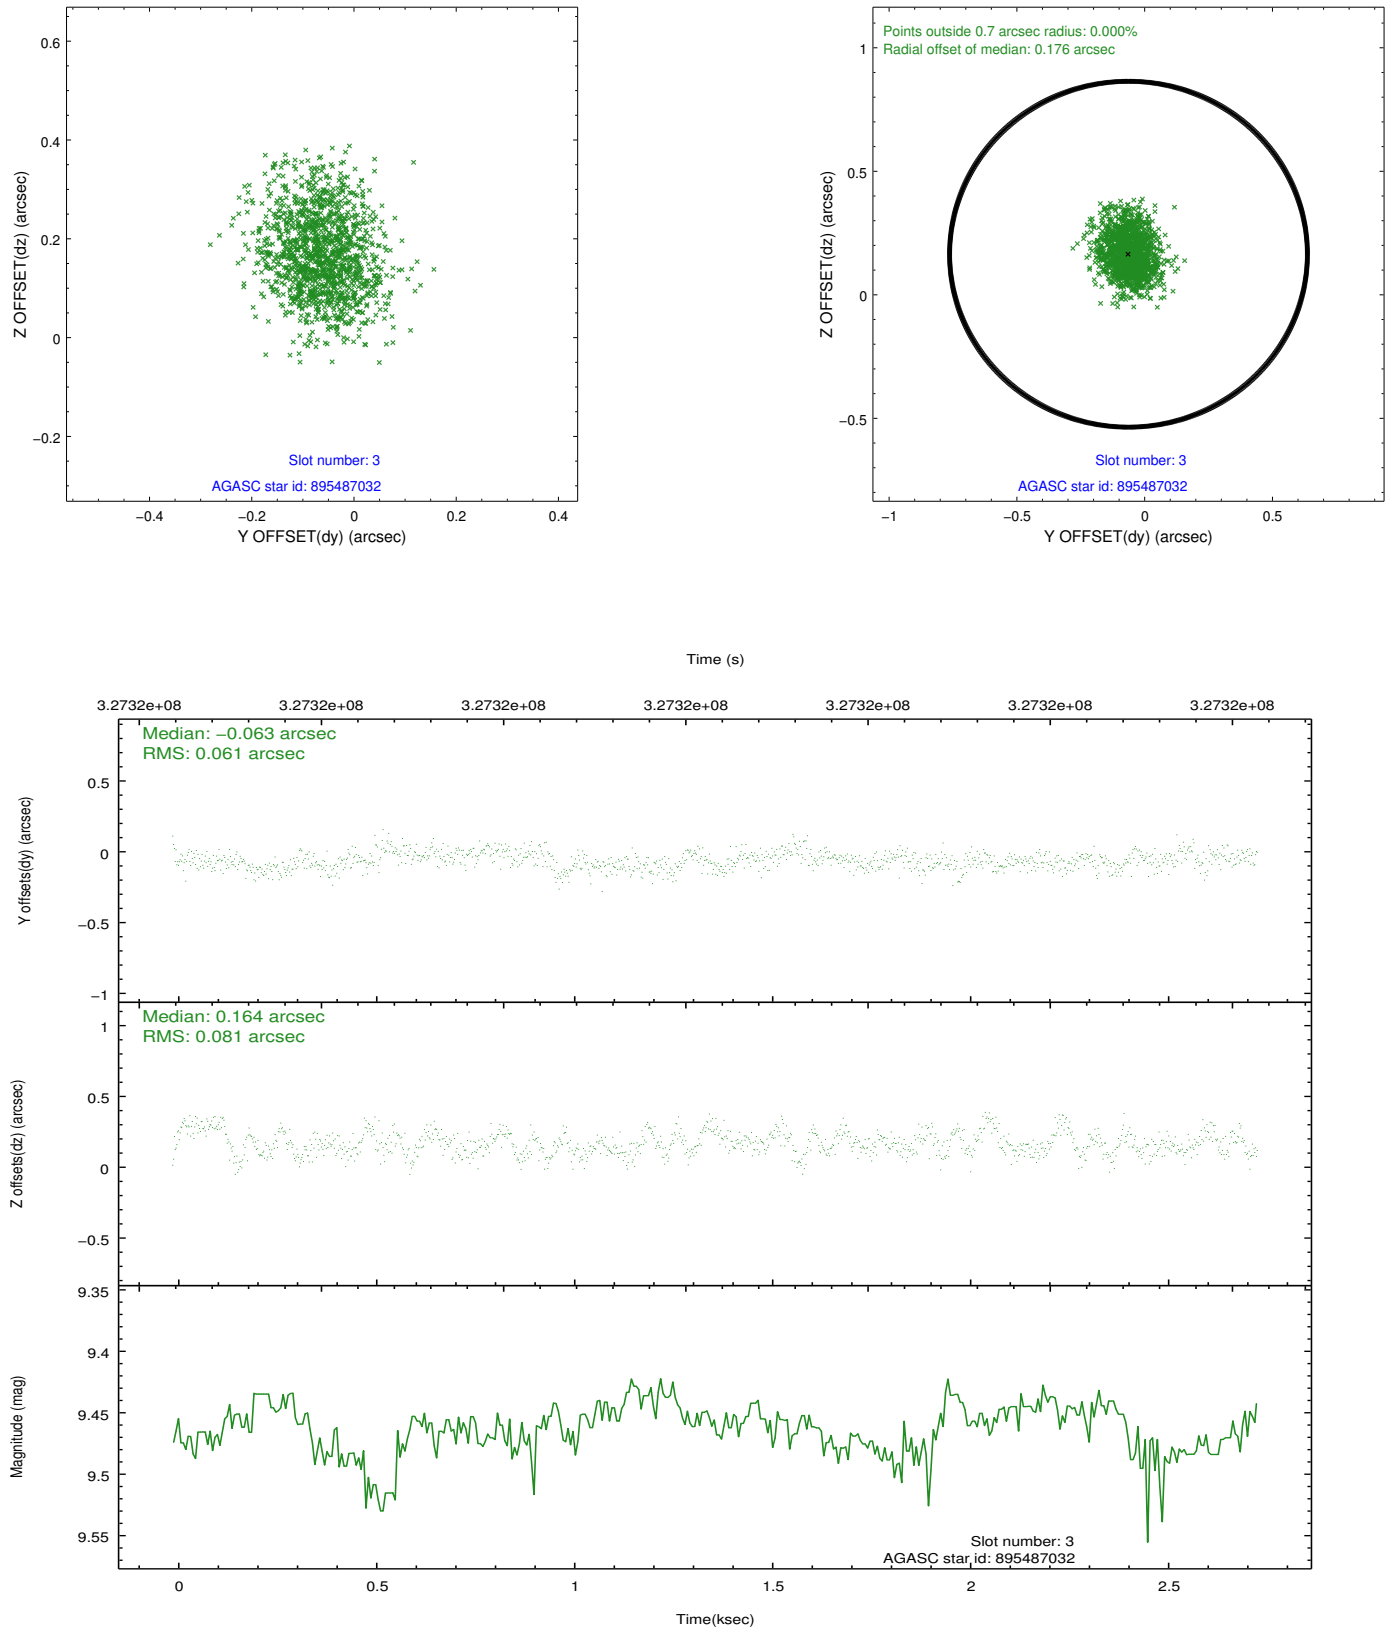 0.6
0.4
0.2
0
−0.2
−0.4
−0.2
0
0.2
0.4
Z OFFSET(dz) (arcsec)
Y OFFSET(dy) (arcsec)
Slot number: 3
AGASC star id: 895487032
Points outside 0.7 arcsec radius: 0.000%
Radial offset of median: 0.176 arcsec
1
0.5
0
−0.5
−1
−0.5
0
0.5
Z OFFSET(dz) (arcsec)
Y OFFSET(dy) (arcsec)
Slot number: 3
AGASC star id: 895487032
Time (s)
3.2732e+08 3.2732e+08 3.2732e+08 3.2732e+08 3.2732e+08 3.2732e+08 3.2732e+08
Median: −0.063 arcsec
RMS: 0.061 arcsec
0.5
0
−0.5
−1
Y offsets(dy) (arcsec)
Median: 0.164 arcsec
RMS: 0.081 arcsec
1
0.5
0
−0.5
Z offsets(dz) (arcsec)
9.35
9.4
9.45
9.5
9.55
Magnitude (mag)
Slot number: 3
AGASC star id: 895487032
0 0.5 1 1.5 2 2.5
Time(ksec)